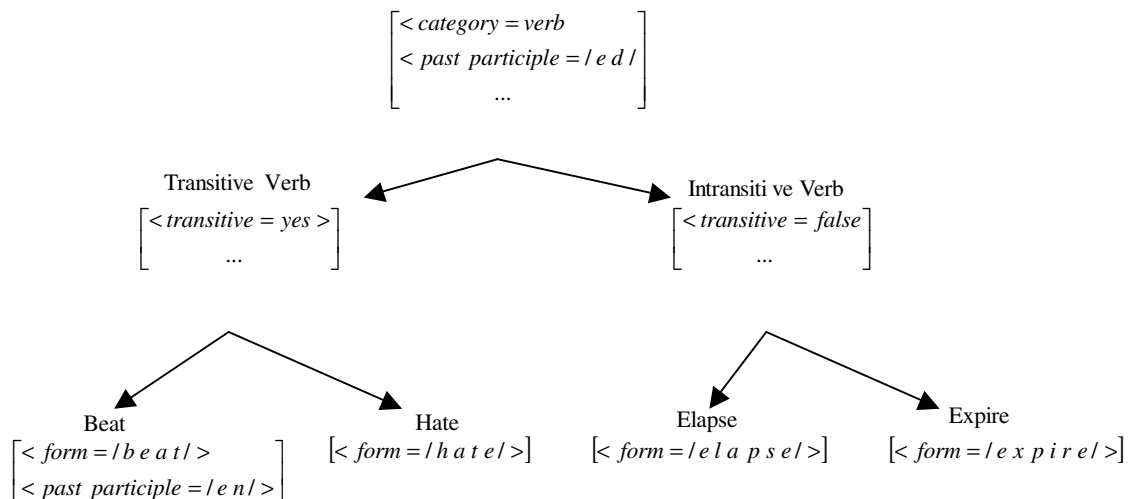 < category = verb
< past participle = / e d /
...
Transitive Verb
Intransiti ve Verb
< transitive = yes >
...
< transitive = false
...
Beat
Hate
Elapse
Expire
< form = / b e a t / >
< past participle = / e n / >
[< form = / h a t e / >]
[< form = / e l a p s e / >]
[< form = / e x p i r e / >]